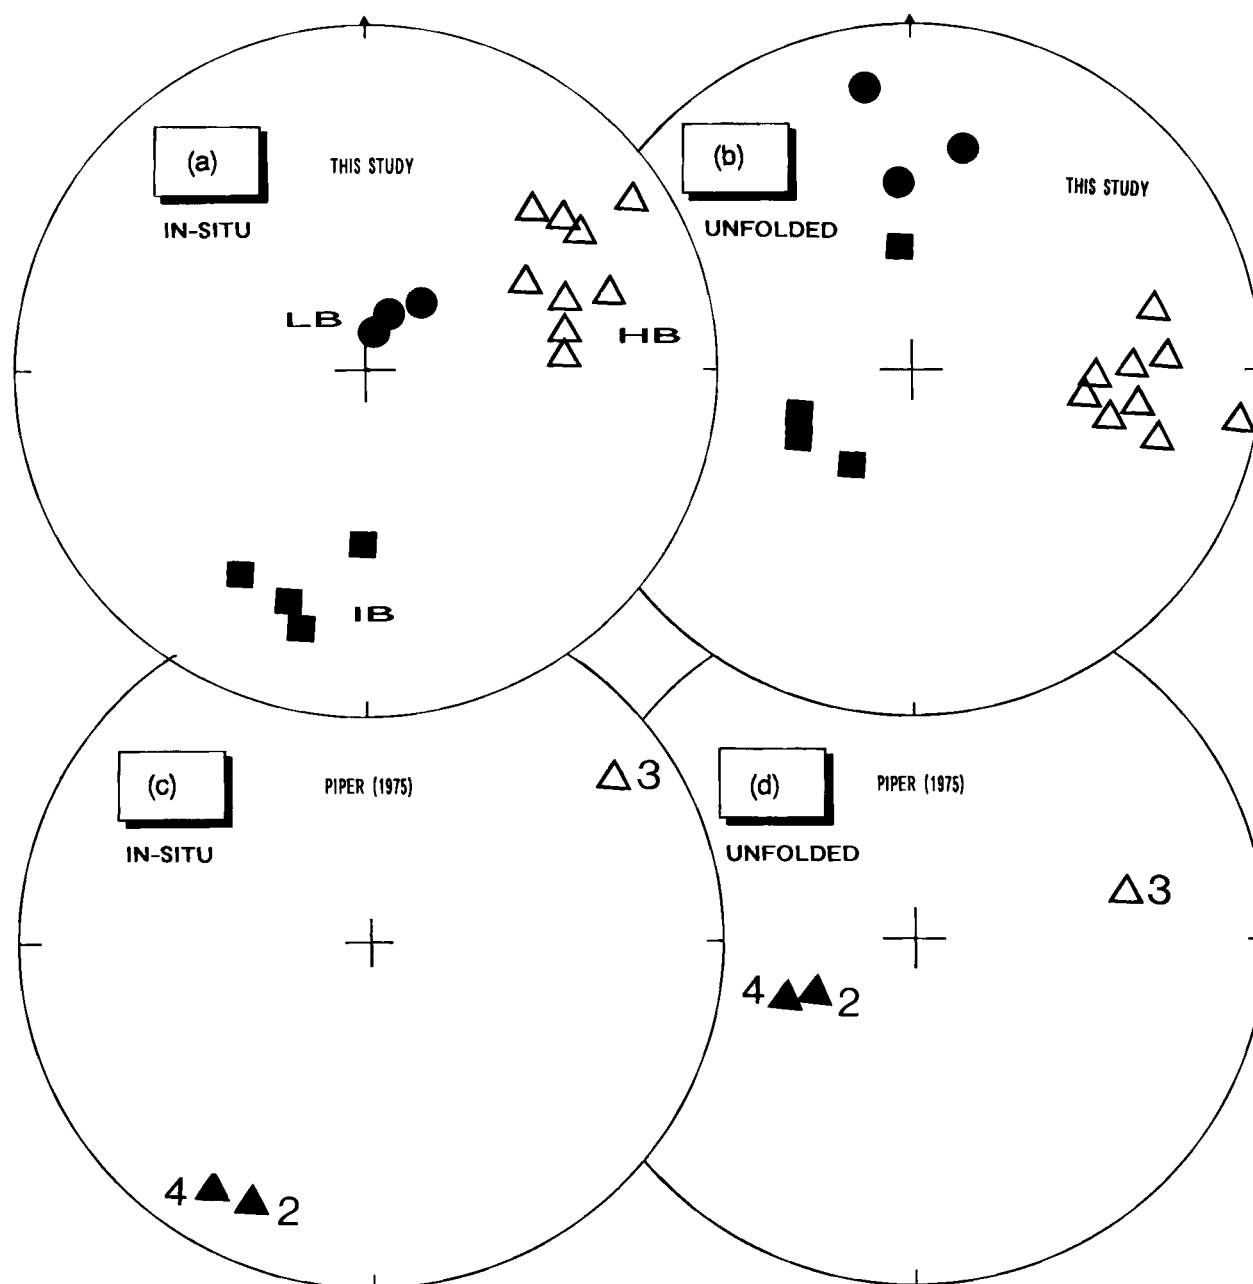 (a)
THIS STUDY
IN-SITU
LB
HB
IB
(b)
THIS STUDY
UNFOLDED
(c)
PIPER (1975)
IN-SITU
3
4
2
(d)
PIPER (1975)
UNFOLDED
3
4
2